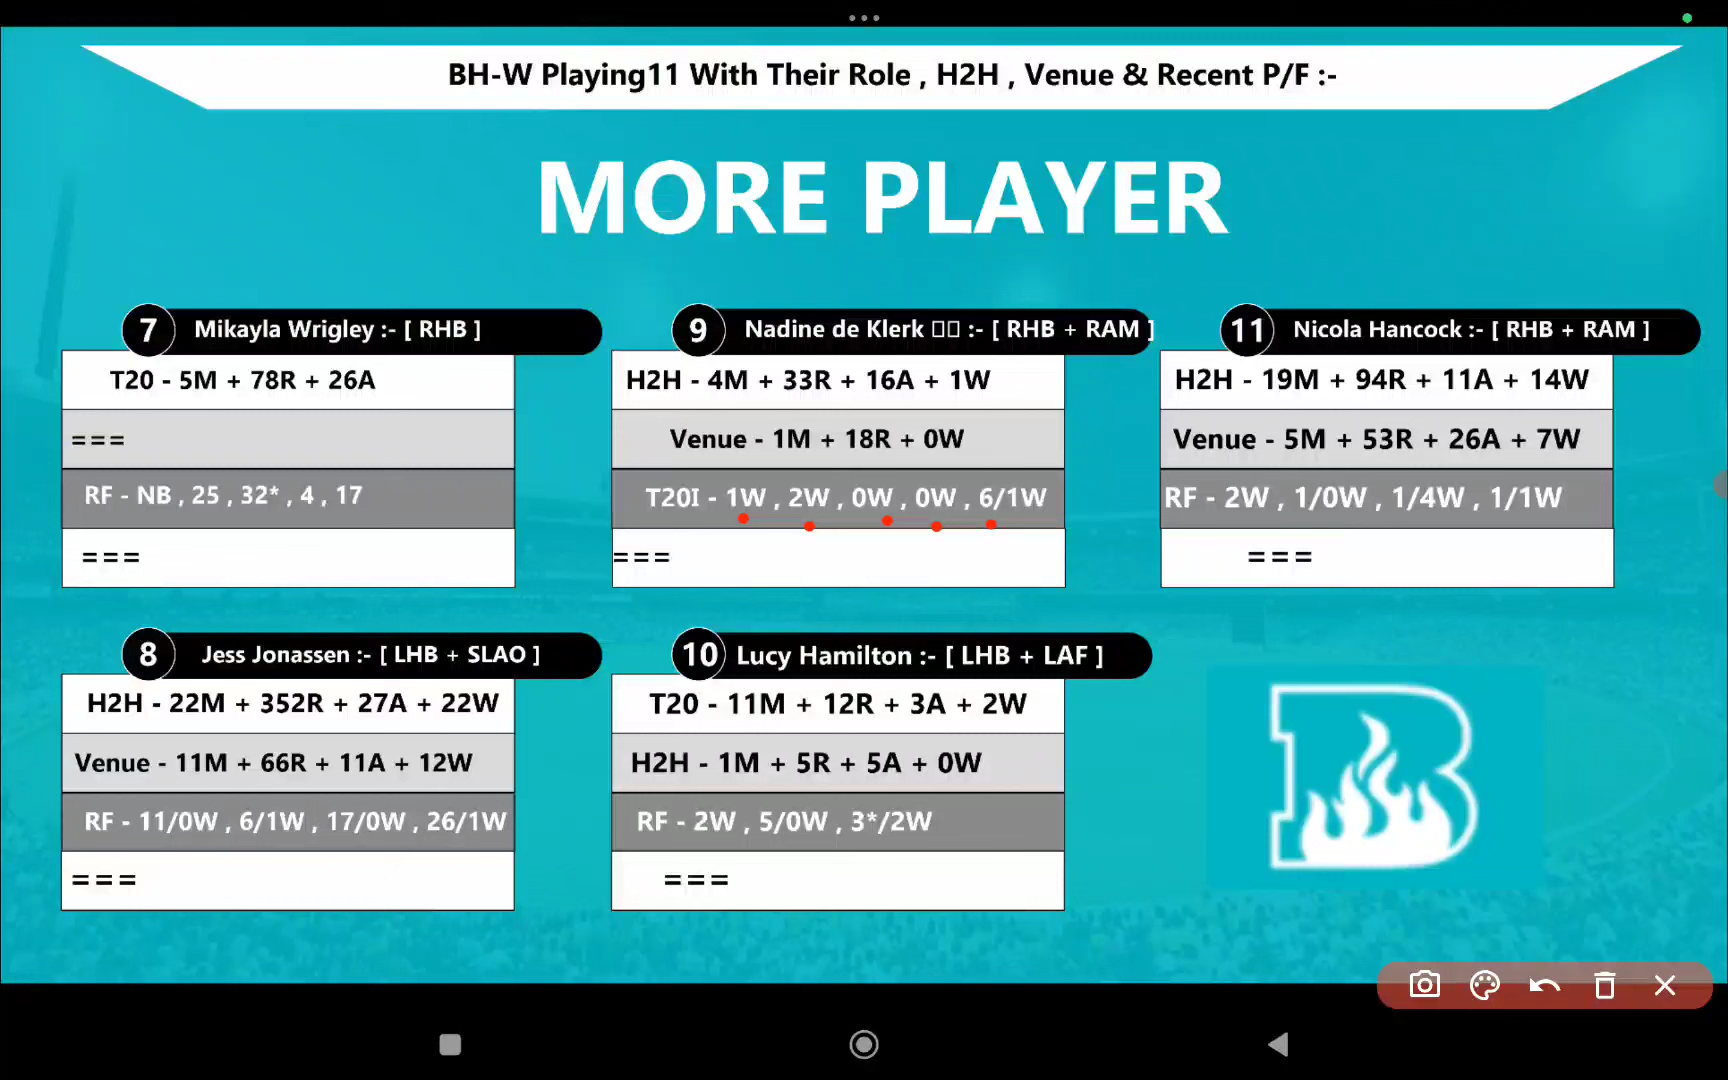 BH-W Playing11 With Their Role , H2H , Venue & Recent P/F :-
MORE PLAYER
7 Mikayla Wrigley :- [ RHB ]
T20 - 5M + 78R + 26A
===
RF - NB , 25 , 32* , 4 , 17
===
9 Nadine de Klerk :- [ RHB + RAM ]
H2H - 4M + 33R + 16A + 1W
Venue - 1M + 18R + 0W
T20I - 1W , 2W , 0W , 0W , 6/1W
===
11 Nicola Hancock :- [ RHB + RAM ]
H2H - 19M + 94R + 11A + 14W
Venue - 5M + 53R + 26A + 7W
RF - 2W , 1/0W , 1/4W , 1/1W
===
8 Jess Jonassen :- [ LHB + SLAO ]
H2H - 22M + 352R + 27A + 22W
Venue - 11M + 66R + 11A + 12W
RF - 11/0W , 6/1W , 17/0W , 26/1W
===
10 Lucy Hamilton :- [ LHB + LAF ]
T20 - 11M + 12R + 3A + 2W
H2H - 1M + 5R + 5A + 0W
RF - 2W , 5/0W , 3*/2W
===
B